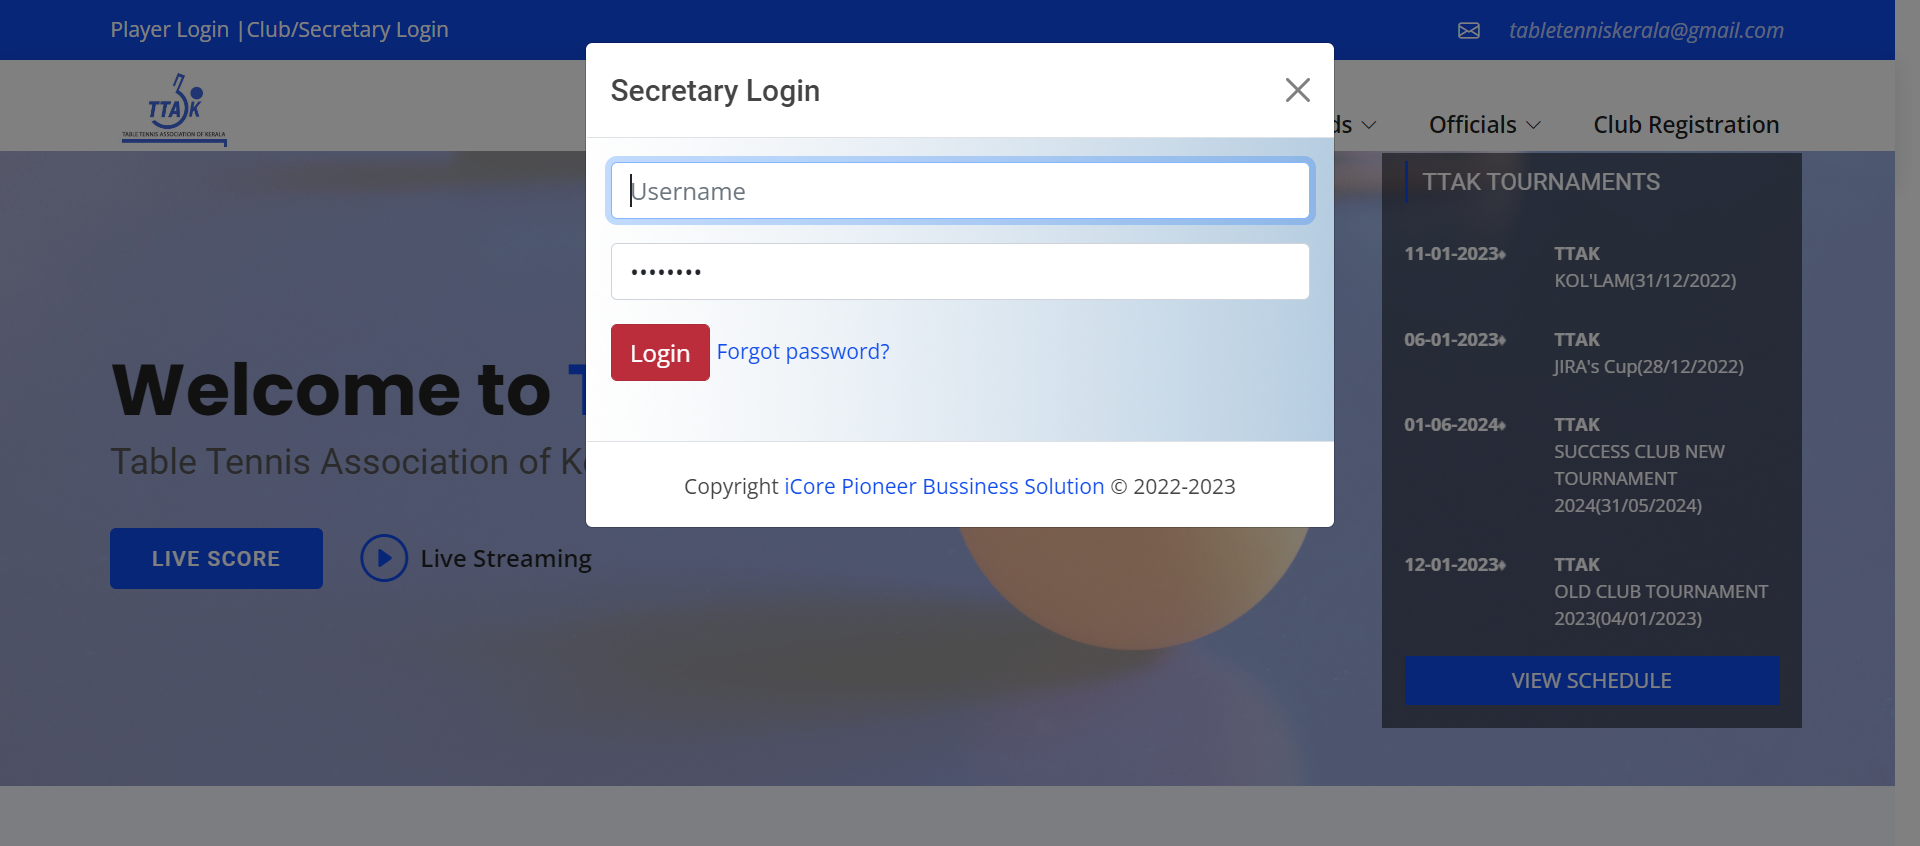 Player Login |Club/Secretary Login
tabletenniskerala@gmail.com
TTAK
TABLE TENNIS ASSOCIATION OF KERALA
Officials
Club Registration
Secretary Login
Username
••••••••
Login
Forgot password?
Copyright iCore Pioneer Bussiness Solution © 2022-2023
Welcome to
Table Tennis Association of
LIVE SCORE
Live Streaming
TTAK TOURNAMENTS
11-01-2023♦ TTAK
KOL'LAM(31/12/2022)
06-01-2023♦ TTAK
JIRA's Cup(28/12/2022)
01-06-2024♦ TTAK
SUCCESS CLUB NEW
TOURNAMENT
2024(31/05/2024)
12-01-2023♦ TTAK
OLD CLUB TOURNAMENT
2023(04/01/2023)
VIEW SCHEDULE